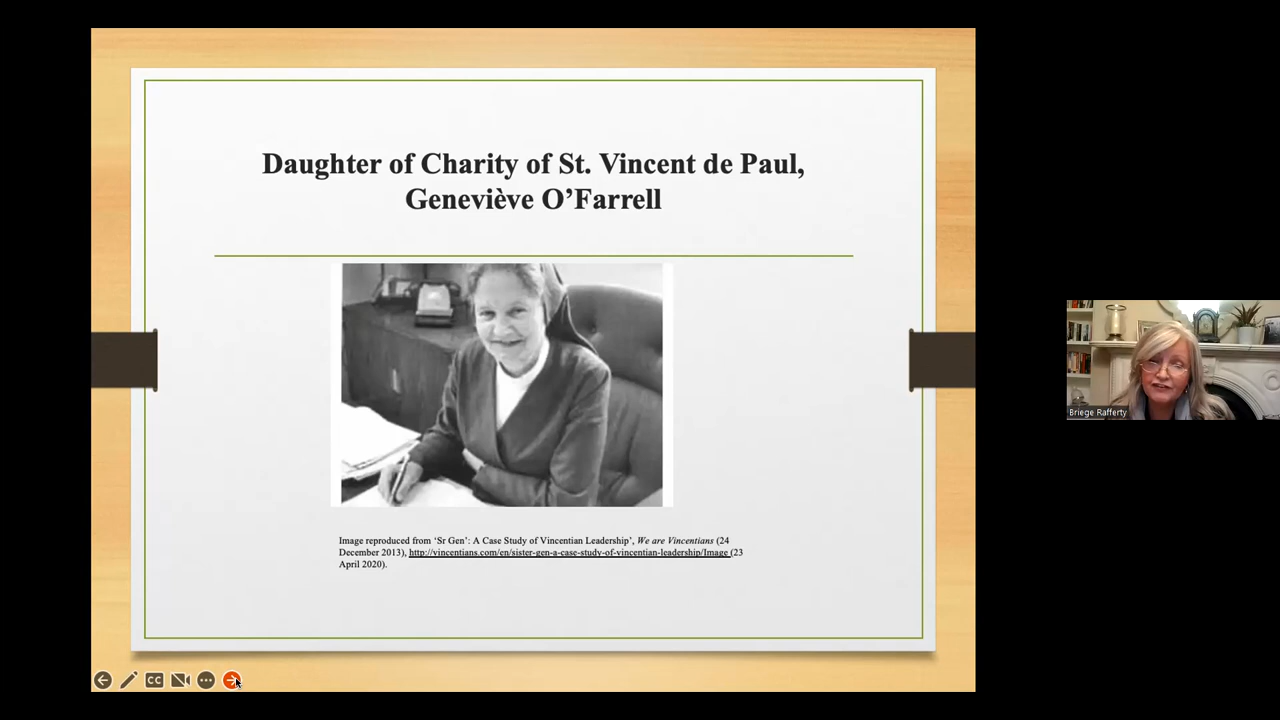 Daughter of Charity of St. Vincent de Paul,
Geneviève O’Farrell
Image reproduced from ‘Sr Gen’: A Case Study of Vincentian Leadership’, We are Vincentians (24
December 2013), http://vincentians.com/en/sister-gen-a-case-study-of-vincentian-leadership/Image (23
April 2020).
Briege Rafferty
CC